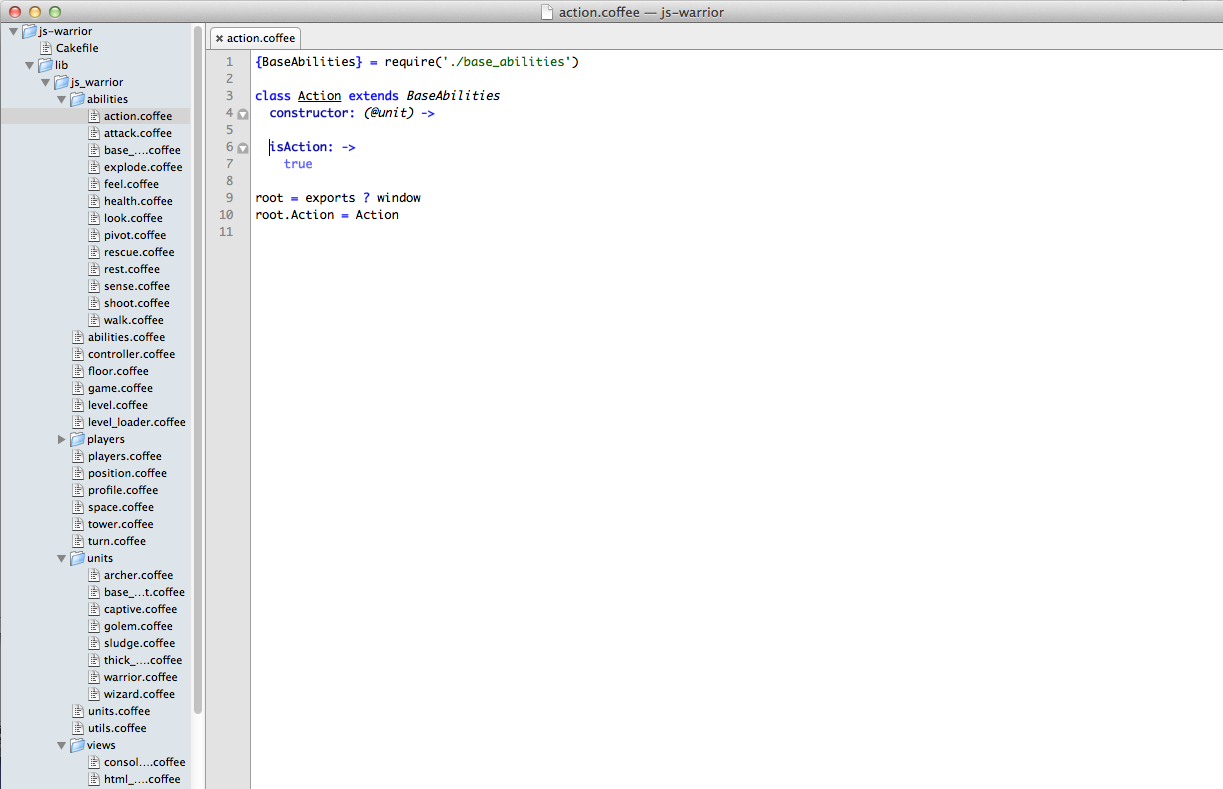 action.coffee — js-warrior
js-warrior
Cakefile
lib
js_warrior
abilities
action.coffee
attack.coffee
base_....coffee
explode.coffee
feel.coffee
health.coffee
look.coffee
pivot.coffee
rescue.coffee
rest.coffee
sense.coffee
shoot.coffee
walk.coffee
abilities.coffee
controller.coffee
floor.coffee
game.coffee
level.coffee
level_loader.coffee
players
players.coffee
position.coffee
profile.coffee
space.coffee
tower.coffee
turn.coffee
units
archer.coffee
base_...t.coffee
captive.coffee
golem.coffee
sludge.coffee
thick_....coffee
warrior.coffee
wizard.coffee
units.coffee
utils.coffee
views
consol....coffee
html_....coffee
action.coffee
1 {BaseAbilities} = require('./base_abilities')
2
3 class Action extends BaseAbilities
4 constructor: (@unit) ->
5
6 isAction: ->
7 true
8
9 root = exports ? window
10 root.Action = Action
11